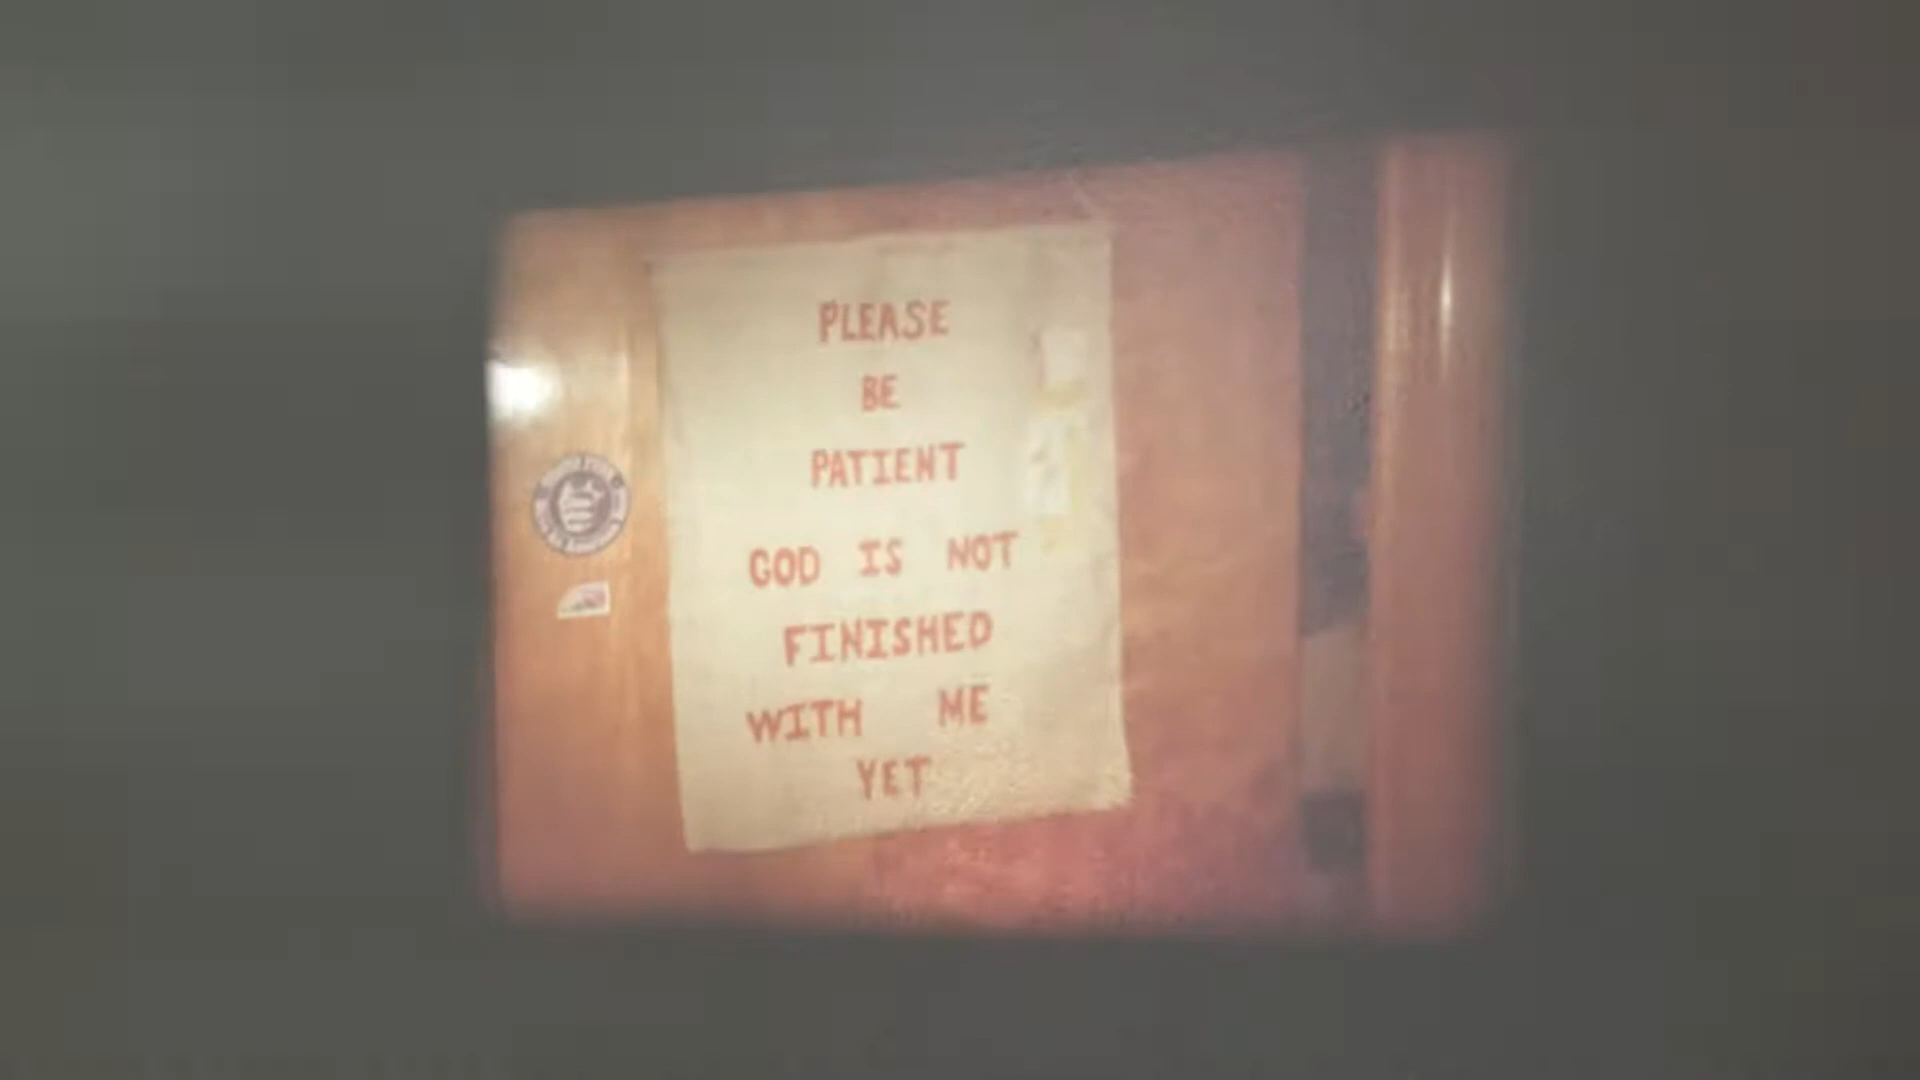 PLEASE
BE
PATIENT
GOD IS NOT
FINISHED
WITH ME
YET